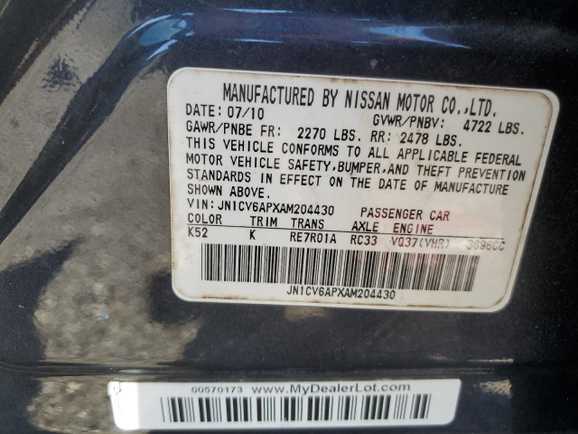 MANUFACTURED BY NISSAN MOTOR CO.,LTD.
DATE: 07/10 GVWR/PNBV: 4722 LBS.
GAWR/PNBE FR: 2270 LBS. RR: 2478 LBS.
THIS VEHICLE CONFORMS TO ALL APPLICABLE FEDERAL
MOTOR VEHICLE SAFETY,BUMPER,AND THEFT PREVENTION
STANDARDS IN EFFECT ON THE DATE OF MANUFACTURE
SHOWN ABOVE.
VIN: JN1CV6APXAM204430 PASSENGER CAR
COLOR TRIM TRANS AXLE ENGINE
K52 K RE7R01A RC33 VQ37(VHR) 3696CC
JN1CV6APXAM204430
00570173 www.MyDealerLot.com